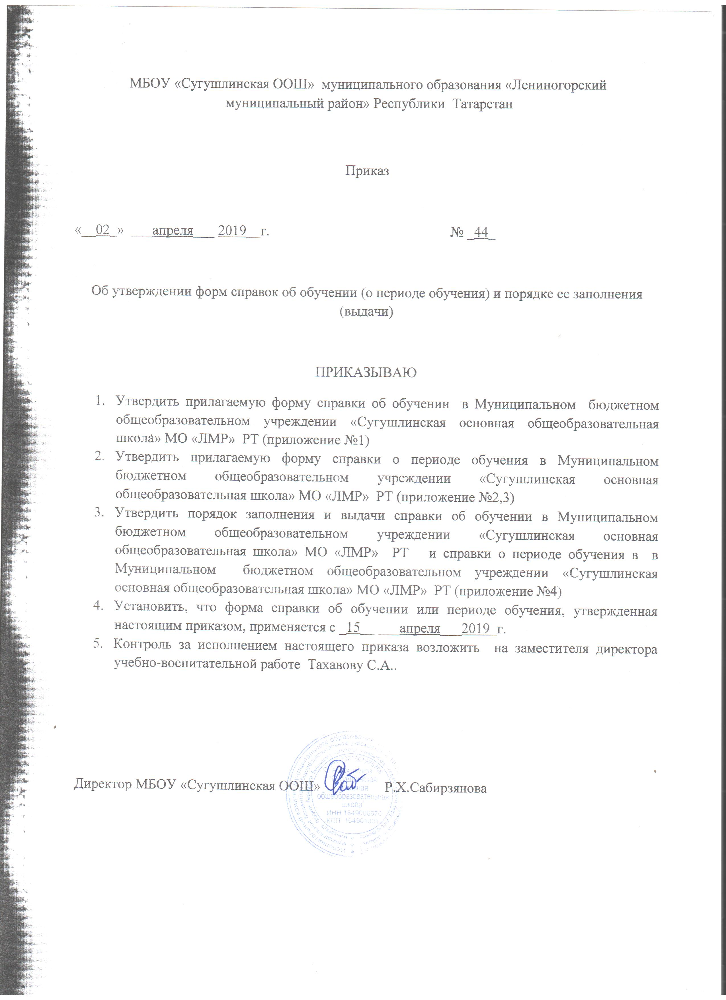 МБОУ «Сугушлинская ООШ»  муниципального образования «Лениногорский
муниципальный район» Республики  Татарстан
Приказ
«__02_»  ___апреля___ 2019__г. № _44_
Об утверждении форм справок об обучении (о периоде обучения) и порядке ее заполнения
(выдачи)
ПРИКАЗЫВАЮ
1. Утвердить прилагаемую форму справки об обучении  в Муниципальном  бюджетном
общеобразовательном учреждении «Сугушлинская основная общеобразовательная
школа» МО «ЛМР»  РТ (приложение №1)
2. Утвердить прилагаемую форму справки о периоде обучения в Муниципальном
бюджетном общеобразовательном учреждении «Сугушлинская основная
общеобразовательная школа» МО «ЛМР»  РТ (приложение №2,3)
3. Утвердить порядок заполнения и выдачи справки об обучении в Муниципальном
бюджетном общеобразовательном учреждении «Сугушлинская основная
общеобразовательная школа» МО «ЛМР»  РТ   и справки о периоде обучения в  в
Муниципальном  бюджетном общеобразовательном учреждении «Сугушлинская
основная общеобразовательная школа» МО «ЛМР»  РТ (приложение №4)
4. Установить, что форма справки об обучении или периоде обучения, утвержденная
настоящим приказом, применяется с _15__ ___апреля___2019_г.
5. Контроль за исполнением настоящего приказа возложить  на заместителя директора
учебно-воспитательной работе  Тахавову С.А..
Директор МБОУ «Сугушлинская ООШ» Р.Х.Сабирзянова
общеобразовательная
школа"
ИНН 1649006670
КПП 164901001